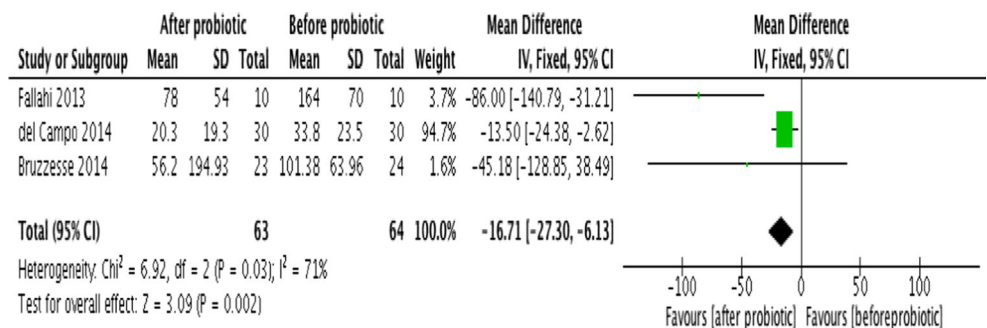 After probiotic Before probiotic Mean Difference Mean Difference
Study or Subgroup Mean SD Total Mean SD Total Weight IV, Fixed, 95% CI IV, Fixed, 95% CI
Fallahi 2013 78 54 10 164 70 10 3.7% -86.00 [-140.79, -31.21]
del Campo 2014 20.3 19.3 30 33.8 23.5 30 94.7% -13.50 [-24.38, -2.62]
Bruzzesse 2014 56.2 194.93 23 101.38 63.96 24 1.6% -45.18 [-128.85, 38.49]
Total (95% CI) 63 64 100.0% -16.71 [-27.30, -6.13]
Heterogeneity: Chi² = 6.92, df = 2 (P = 0.03); I² = 71%
Test for overall effect: Z = 3.09 (P = 0.002)
-100 -50 0 50 100
Favours [after probiotic] Favours [beforeprobiotic]